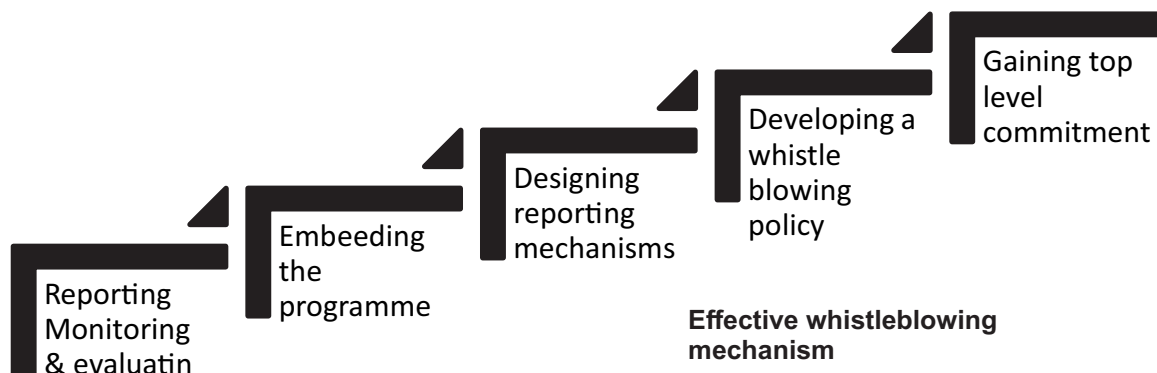 Gaining top
level
commitment
Developing a
whistle
blowing
policy
Designing
reporting
mechanisms
Embeeding
the
programme
Reporting
Monitoring
& evaluatin
Effective whistleblowing
mechanism